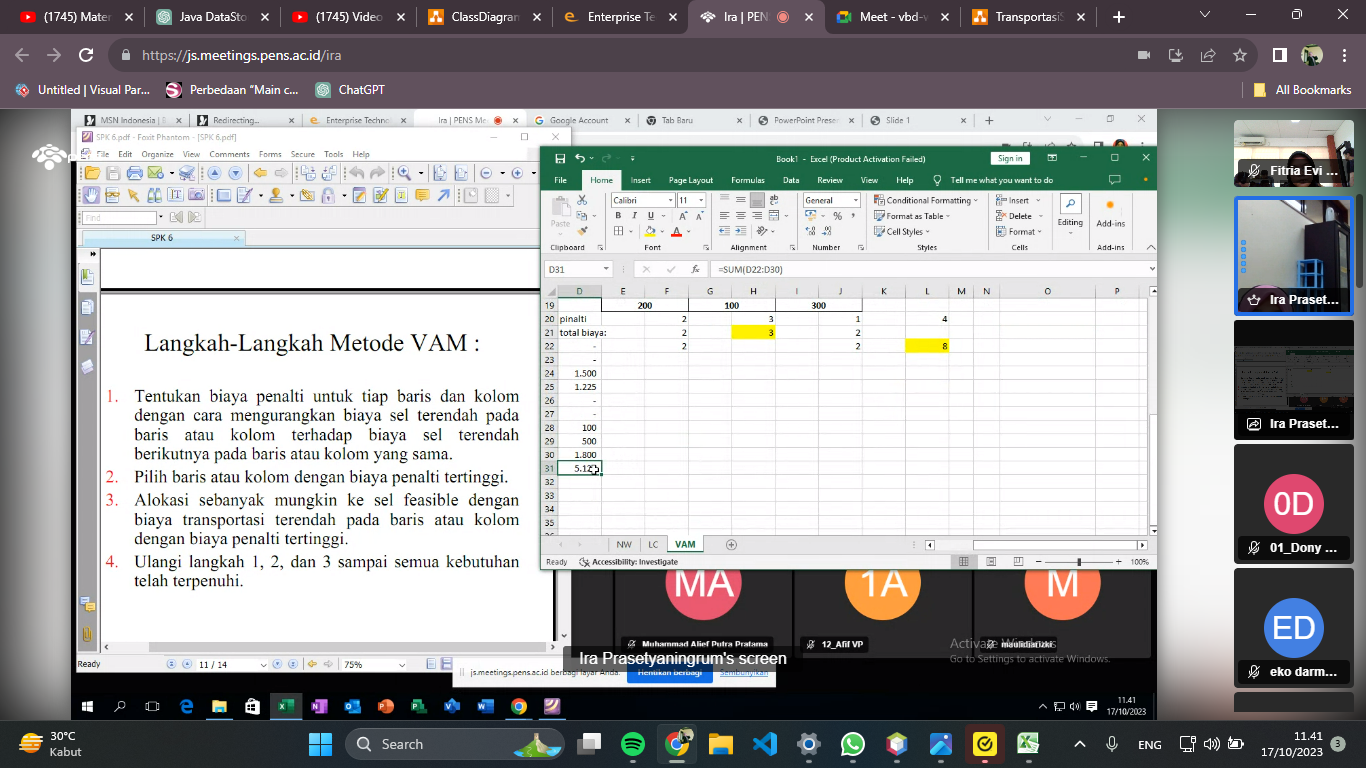 (1745) Mater
Java DataSto
(1745) Video
ClassDiagran
Enterprise Te
Ira | PEN
Meet - vbd-v
TransportasiS
https://js.meetings.pens.ac.id/ira
Untitled | Visual Par...
Perbedaan "Main c...
ChatGPT
All Bookmarks
MSN Indonesia | S
Redirecting...
Enterprise Technol
Ira | PENS Me
Google Account
Tab Baru
PowerPoint Presen
Slide 1
SPK 6.pdf - Foxit Phantom - [SPK 6.pdf]
File Edit Organize View Comments Forms Secure Tools Help
Find
SPK 6
Langkah-Langkah Metode VAM :
1. Tentukan biaya penalti untuk tiap baris dan kolom
dengan cara mengurangkan biaya sel terendah pada
baris atau kolom terhadap biaya sel terendah
berikutnya pada baris atau kolom yang sama.
2. Pilih baris atau kolom dengan biaya penalti tertinggi.
3. Alokasi sebanyak mungkin ke sel feasible dengan
biaya transportasi terendah pada baris atau kolom
dengan biaya penalti tertinggi.
4. Ulangi langkah 1, 2, dan 3 sampai semua kebutuhan
telah terpenuhi.
Ready
11 / 14
75%
Book1 - Excel (Product Activation Failed)
Sign in
File Home Insert Page Layout Formulas Data Review View Help Tell me what you want to do
Paste
Calibri 11
B I U
General
Conditional Formatting
Format as Table
Cell Styles
Insert
Delete
Format
Editing
Add-ins
Clipboard Font Alignment Number Styles Cells Add-ins
D31 =SUM(D22:D30)
D E F G H I J K L M N O P
19 200 100 300
20 pinalti 2 3 1 4
21 total biaya: 2 3 2
22 - 2 2 8
23 -
24 1.500
25 1.225
26 -
27 -
28 100
29 500
30 1.800
31
32
33
34
35
NW LC VAM
Ready Accessibility: Investigate 100%
MA
1A
M
Muhammad Alief Putra Pratama
12_Afif VP
maulidanrizki
Activate Windows
Go to Settings to activate Windows.
Ira Prasetyaningrum's screen
js.meetings.pens.ac.id berbagi layar Anda.
Hentikan berbagi
Sembunyikan
11.41
17/10/2023
Fitria Evi ...
Ira Praset...
Ira Praset...
0D
01_Dony ...
ED
eko darm...
30°C
Kabut
Search
ENG
11.41
17/10/2023
3